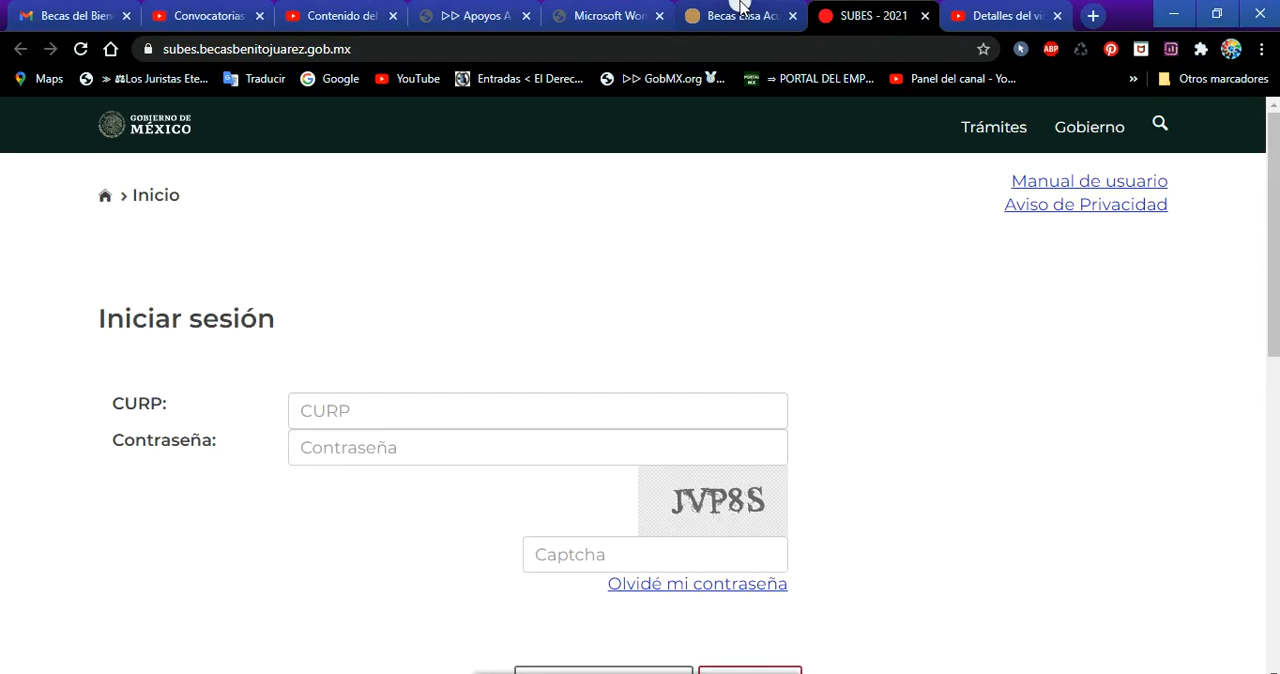 Becas del Bien
Convocatorias
Contenido del
▷▷ Apoyos A
Microsoft Wor
Becas Elisa Acu
SUBES - 2021
Detalles del vi
subes.becasbenitojuarez.gob.mx
ABP
Maps
» ⚖Los Juristas Ete...
Traducir
Google
YouTube
Entradas < El Derec...
▷▷ GobMX.org🥇...
⇒ PORTAL DEL EMP...
Panel del canal - Yo...
»
Otros marcadores
GOBIERNO DE
MÉXICO
Trámites
Gobierno
> Inicio
Manual de usuario
Aviso de Privacidad
Iniciar sesión
CURP:
CURP
Contraseña:
Contraseña
JVP8S
Captcha
Olvidé mi contraseña